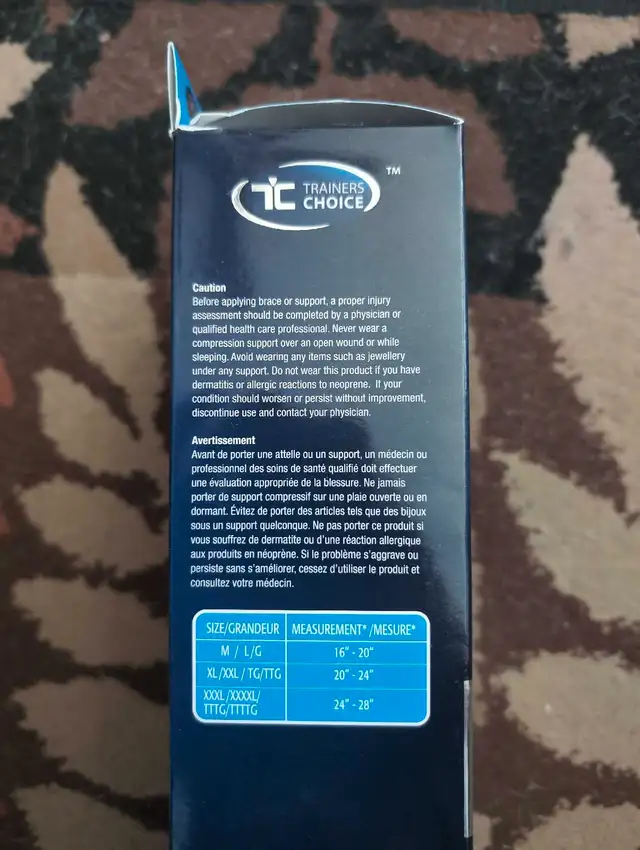 TC TRAINERS CHOICE ™
Caution
Before applying brace or support, a proper injury
assessment should be completed by a physician or
qualified health care professional. Never wear a
compression support over an open wound or while
sleeping. Avoid wearing any items such as jewellery
under any support. Do not wear this product if you have
dermatitis or allergic reactions to neoprene. If your
condition should worsen or persist without improvement,
discontinue use and contact your physician.
Avertissement
Avant de porter une attelle ou un support, un médecin ou
professionnel des soins de santé qualifié doit effectuer
une évaluation appropriée de la blessure. Ne jamais
porter de support compressif sur une plaie ouverte ou en
dormant. Évitez de porter des articles tels que des bijoux
sous un support quelconque. Ne pas porter ce produit si
vous souffrez de dermatite ou d'une réaction allergique
aux produits en néoprène. Si le problème s'aggrave ou
persiste sans s'améliorer, cessez d'utiliser le produit et
consultez votre médecin.
SIZE/GRANDEUR MEASUREMENT* /MESURE*
M / L/G 16" - 20"
XL/XXL / TG/TTG 20" - 24"
XXXL/XXXXL/
TTTG/TTTTG 24" - 28"